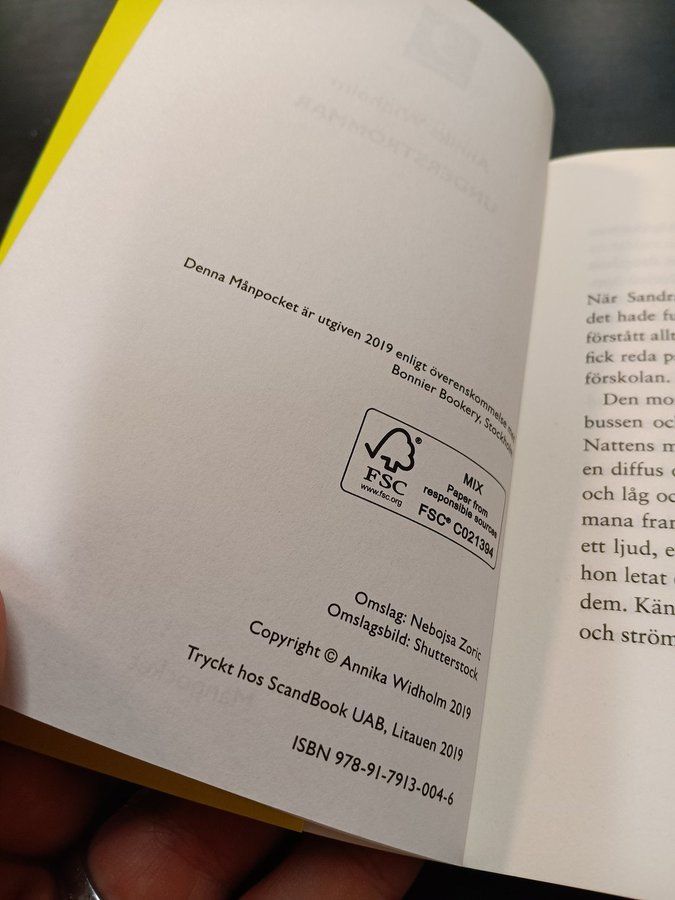 Denna Månpocket är utgiven 2019 enligt överenskommelse med
Bonnier Bookery, Stockholm
FSC
www.fsc.org
MIX
Paper from
responsible sources
FSC® C021394
Omslag: Nebojsa Zoric
Omslagsbild: Shutterstock
Copyright © Annika Widholm 2019
Tryckt hos ScandBook UAB, Litauen 2019
ISBN 978-91-7913-004-6
När Sandr
det hade fu
förstått allt
fick reda p
förskolan.
Den mo
bussen oc
Nattens m
en diffus
och låg oc
mana fran
ett ljud, e
hon letat
dem. Kän
och ström